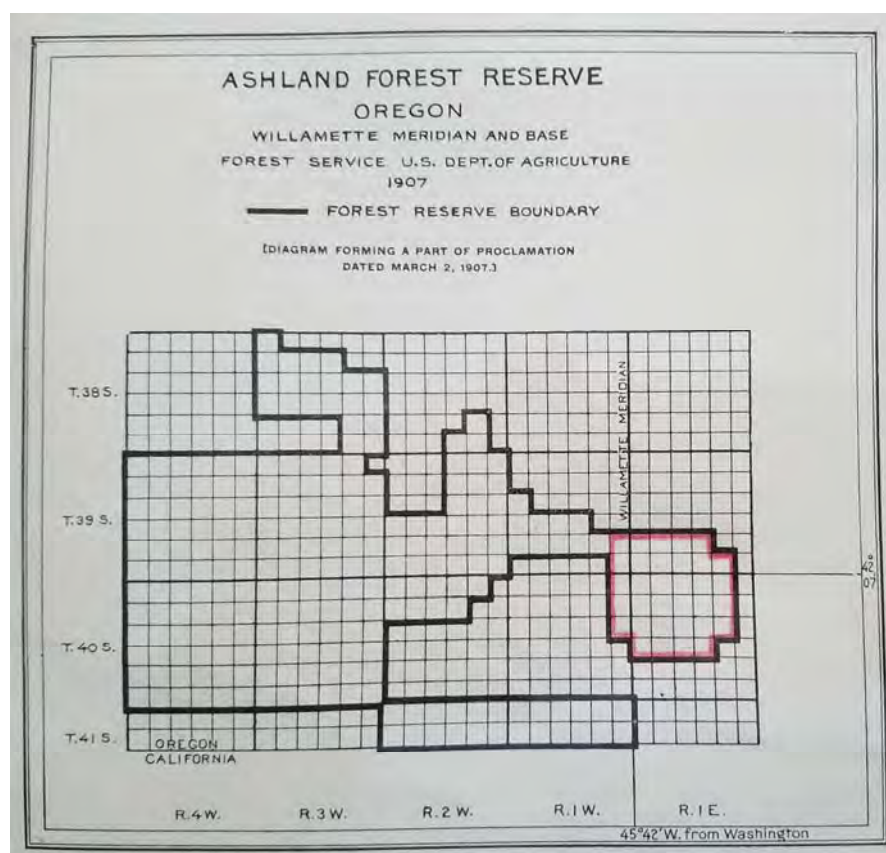 ASHLAND FOREST RESERVE
OREGON
WILLAMETTE MERIDIAN AND BASE
FOREST SERVICE U.S. DEPT. OF AGRICULTURE
1907
FOREST RESERVE BOUNDARY
[DIAGRAM FORMING A PART OF PROCLAMATION
DATED MARCH 2, 1907.]
WILLAMETTE MERIDIAN
T.38 S.
T.39 S.
42°
07'
T.40 S.
T.41 S.
OREGON
CALIFORNIA
R.4 W.
R.3 W.
R.2 W.
R.1 W.
R.1 E.
45°42' W. from Washington